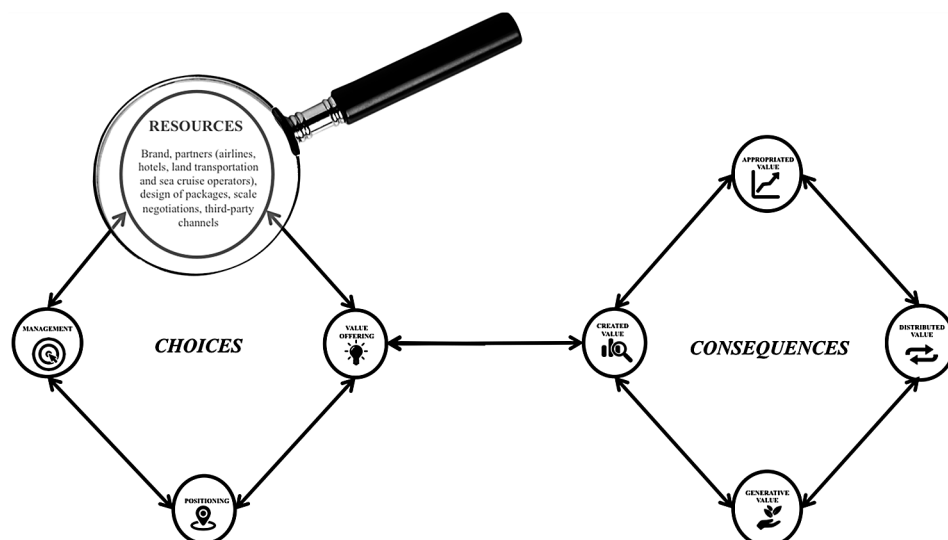 RESOURCES
Brand, partners (airlines,
hotels, land transportation
and sea cruise operators),
design of packages, scale
negotiations, third-party
channels
MANAGEMENT
CHOICES
VALUE
OFFERING
POSITIONING
APPROPRIATED
VALUE
CREATED
VALUE
CONSEQUENCES
DISTRIBUTED
VALUE
GENERATIVE
VALUE